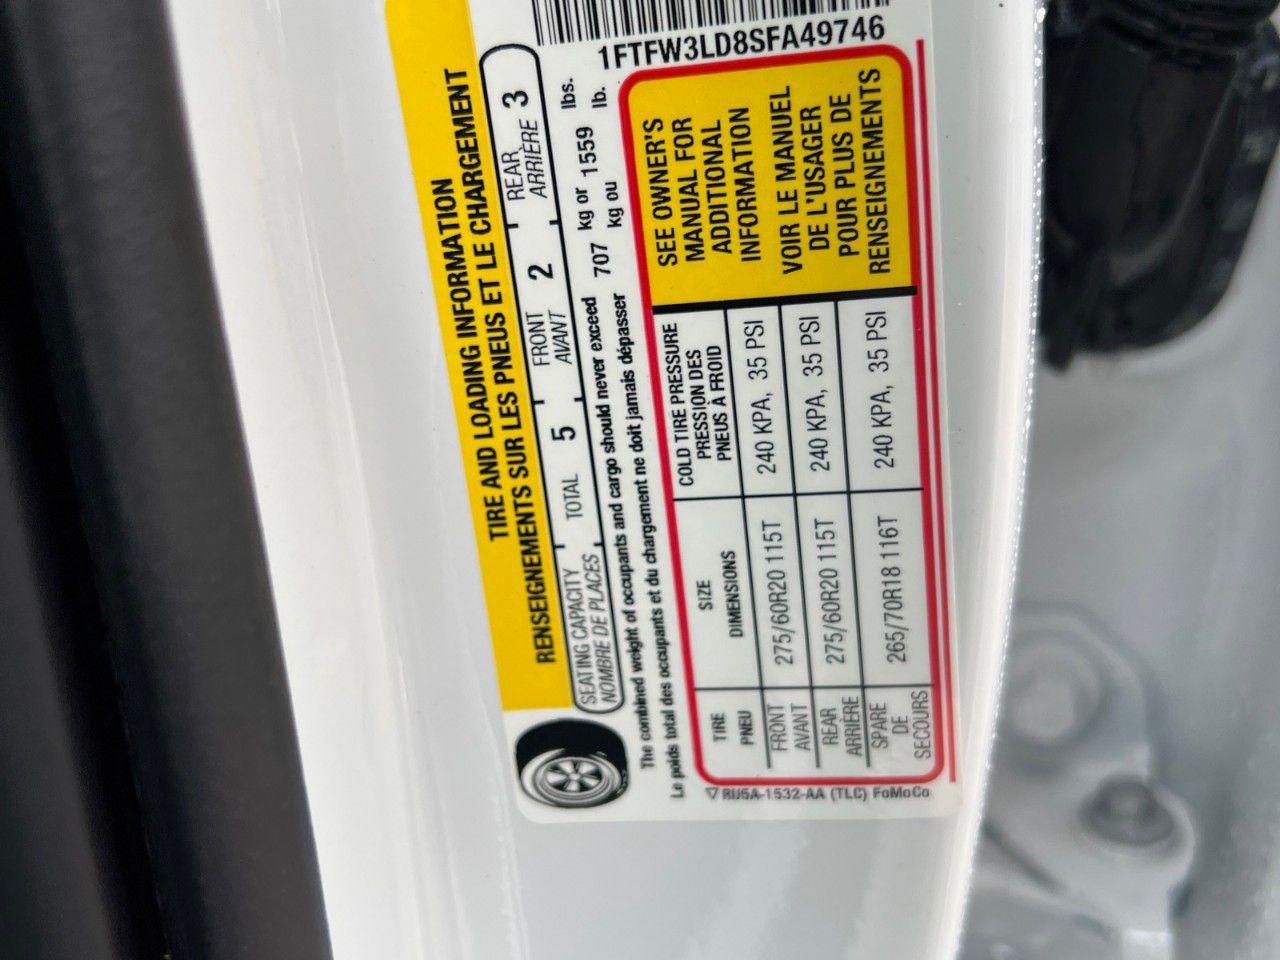 1FTFW3LD8SFA49746
TIRE AND LOADING INFORMATION
RENSEIGNEMENTS SUR LES PNEUS ET LE CHARGEMENT
SEATING CAPACITY TOTAL 5 FRONT 2 REAR 3
NOMBRE DE PLACES AVANT ARRIÈRE
The combined weight of occupants and cargo should never exceed 707 kg or 1559 lbs.
Le poids total des occupants et du chargement ne doit jamais dépasser kg ou lb.
TIRE SIZE COLD TIRE PRESSURE
PNEU DIMENSIONS PRESSION DES
PNEUS À FROID
FRONT 275/60R20 115T 240 KPA, 35 PSI
AVANT
REAR 275/60R20 115T 240 KPA, 35 PSI
ARRIÈRE
SPARE 265/70R18 116T 240 KPA, 35 PSI
DE
SECOURS
SEE OWNER'S
MANUAL FOR
ADDITIONAL
INFORMATION
VOIR LE MANUEL
DE L'USAGER
POUR PLUS DE
RENSEIGNEMENTS
RU5A-1532-AA (TLC) FoMoCo